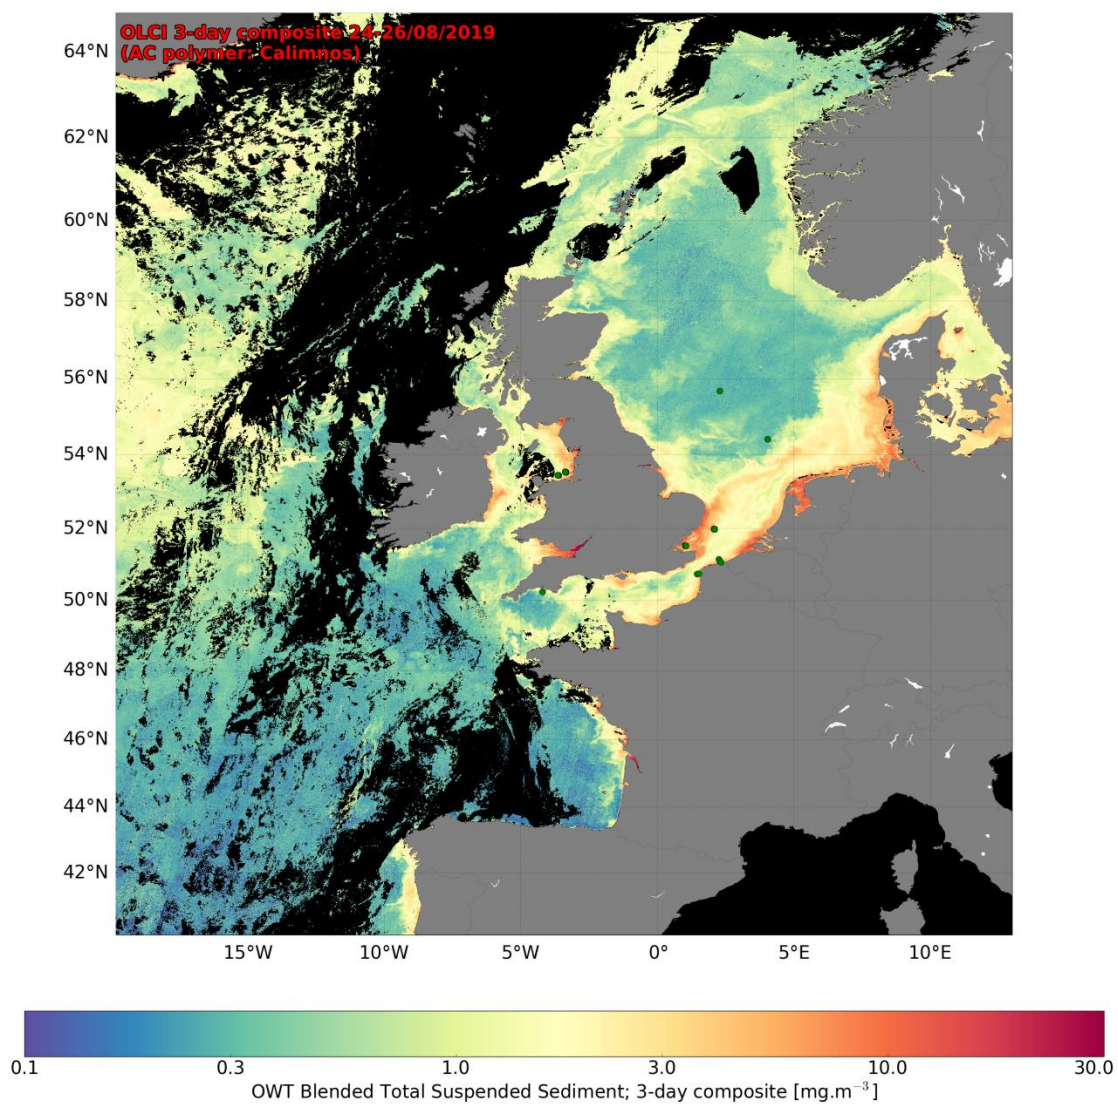 OLCI 3-day composite 24-26/08/2019
(AC polymer: Calimnos)
64°N
62°N
60°N
58°N
56°N
54°N
52°N
50°N
48°N
46°N
44°N
42°N
15°W 10°W 5°W 0° 5°E 10°E
0.1 0.3 1.0 3.0 10.0 30.0
OWT Blended Total Suspended Sediment; 3-day composite [mg.m⁻³]